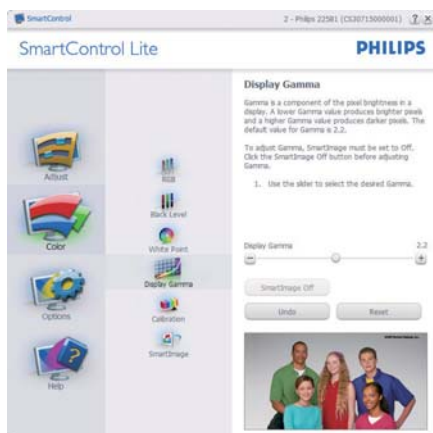 SmartControl
2 - Philips 225B1 (CS30715000001)
SmartControl Lite
PHILIPS
Adjust
Color
Options
Help
RGB
Black Level
White Point
Display Gamma
Calibration
SmartImage
Display Gamma
Gamma is a component of the pixel brightness in a
display. A lower Gamma value produces brighter pixels
and a higher Gamma value produces darker pixels. The
default value for Gamma is 2.2.
To adjust Gamma, SmartImage must be set to Off.
Click the SmartImage Off button before adjusting
Gamma.
1. Use the slider to select the desired Gamma.
Display Gamma
2.2
SmartImage Off
Undo
Reset